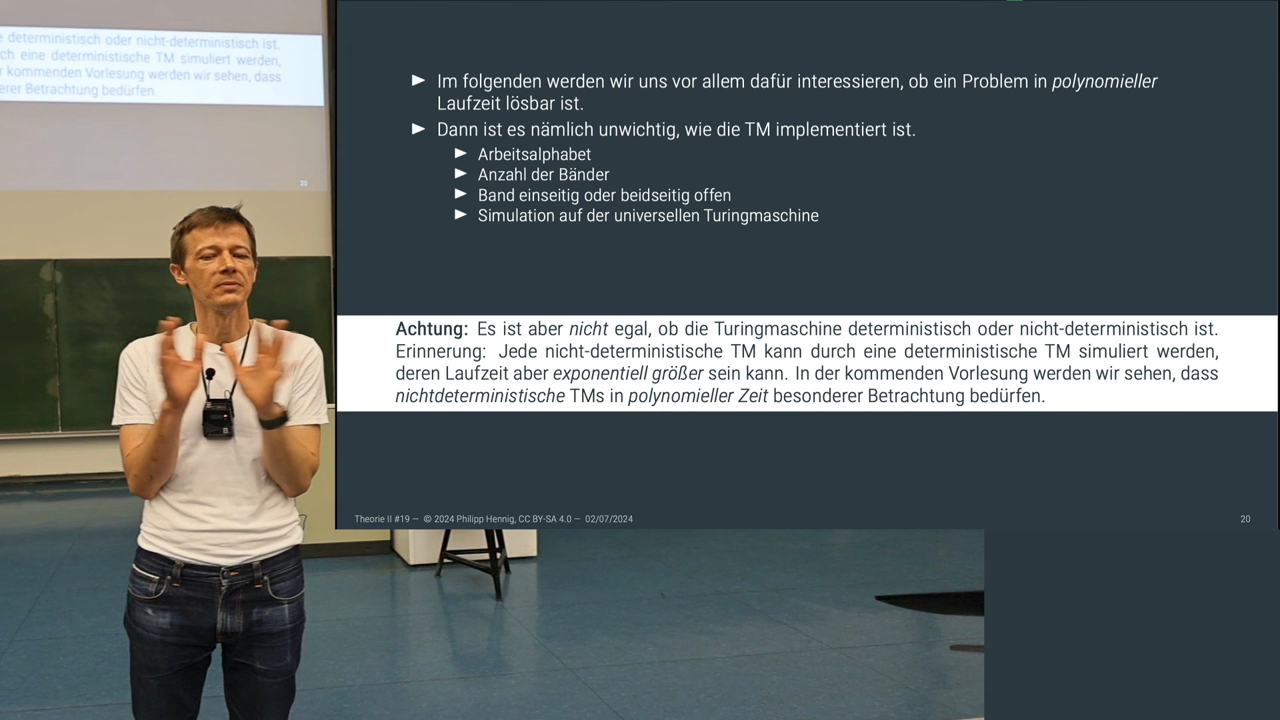 e deterministisch oder nicht-deterministisch ist.
ch eine deterministische TM simuliert werden,
r kommenden Vorlesung werden wir sehen, dass
erer Betrachtung bedürfen.
20
► Im folgenden werden wir uns vor allem dafür interessieren, ob ein Problem in polynomieller
Laufzeit lösbar ist.
► Dann ist es nämlich unwichtig, wie die TM implementiert ist.
► Arbeitsalphabet
► Anzahl der Bänder
► Band einseitig oder beidseitig offen
► Simulation auf der universellen Turingmaschine
Achtung: Es ist aber nicht egal, ob die Turingmaschine deterministisch oder nicht-deterministisch ist.
Erinnerung: Jede nicht-deterministische TM kann durch eine deterministische TM simuliert werden,
deren Laufzeit aber exponentiell größer sein kann. In der kommenden Vorlesung werden wir sehen, dass
nichtdeterministische TMs in polynomieller Zeit besonderer Betrachtung bedürfen.
Theorie II #19 — © 2024 Philipp Hennig, CC BY-SA 4.0 — 02/07/2024
20